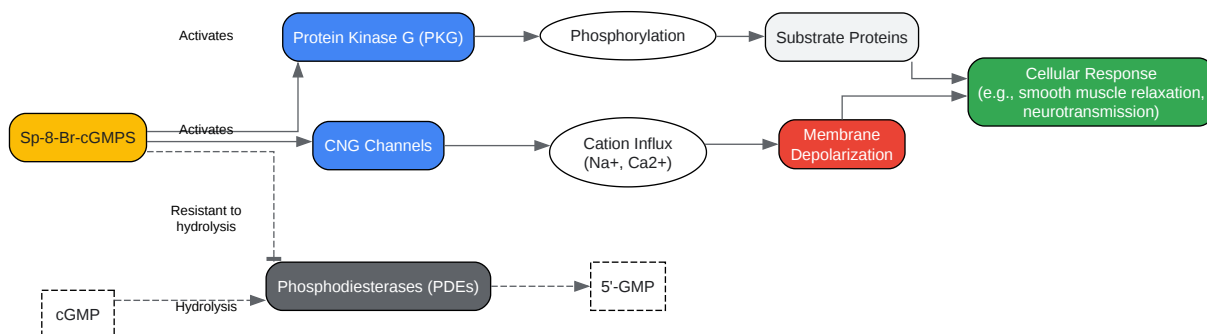 Activates
Protein Kinase G (PKG)
Phosphorylation
Substrate Proteins
Cellular Response
(e.g., smooth muscle relaxation,
neurotransmission)
Sp-8-Br-cGMPS
Activates
CNG Channels
Cation Influx
(Na+, Ca2+)
Membrane
Depolarization
Resistant to
hydrolysis
Phosphodiesterases (PDEs)
5'-GMP
cGMP
Hydrolysis